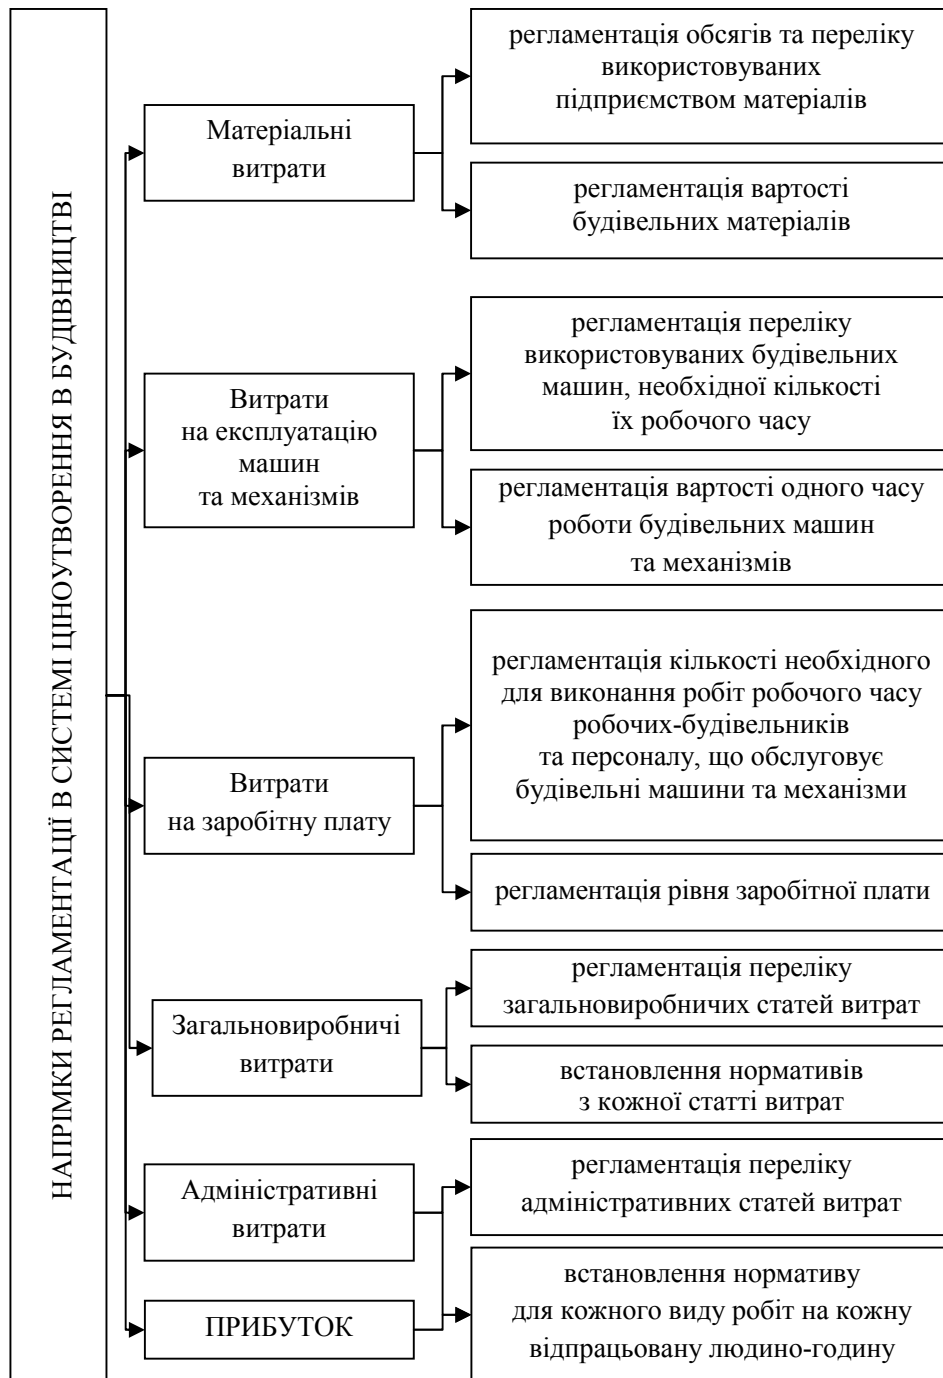 НАПРІМКИ РЕГЛАМЕНТАЦІЇ В СИСТЕМІ ЦІНОУТВОРЕННЯ В БУДІВНИЦТВІ
Матеріальні
витрати
регламентація обсягів та переліку
використовуваних
підприємством матеріалів
регламентація вартості
будівельних матеріалів
Витрати
на експлуатацію
машин
та механізмів
регламентація переліку
використовуваних будівельних
машин, необхідної кількості
їх робочого часу
регламентація вартості одного часу
роботи будівельних машин
та механізмів
Витрати
на заробітну плату
регламентація кількості необхідного
для виконання робіт робочого часу
робочих-будівельників
та персоналу, що обслуговує
будівельні машини та механізми
регламентація рівня заробітної плати
Загальновиробничі
витрати
регламентація переліку
загальновиробничих статей витрат
встановлення нормативів
з кожної статті витрат
Адміністративні
витрати
регламентація переліку
адміністративних статей витрат
ПРИБУТОК
встановлення нормативу
для кожного виду робіт на кожну
відпрацьовану людино-годину